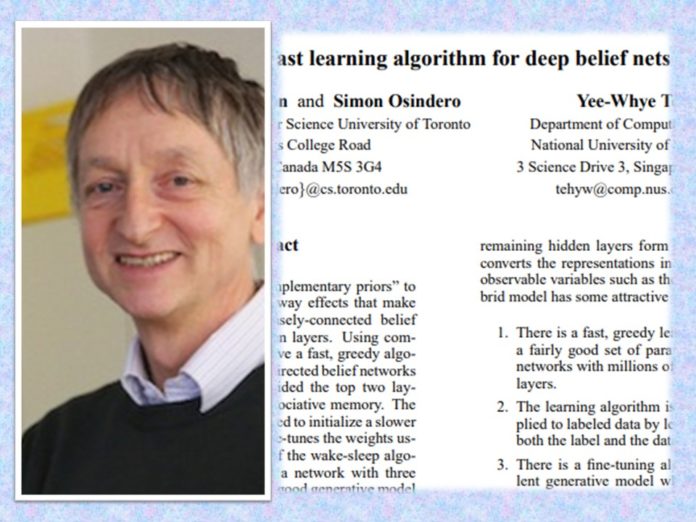 ast learning algorithm for deep belief nets
n and Simon Osindero
r Science University of Toronto
s College Road
Canada M5S 3G4
ero}@cs.toronto.edu
Yee-Whye T
Department of Comput
National University of
3 Science Drive 3, Singap
tehyw@comp.nus.
act
plementary priors” to
way effects that make
sely-connected belief
n layers. Using com-
ve a fast, greedy algo-
irected belief networks
ided the top two lay-
ociative memory. The
ed to initialize a slower
e-tunes the weights us-
f the wake-sleep algo-
a network with three
good generative model
remaining hidden layers form
converts the representations in
observable variables such as th
brid model has some attractive
1. There is a fast, greedy le
a fairly good set of para
networks with millions o
layers.
2. The learning algorithm i
plied to labeled data by l
both the label and the dat
3. There is a fine-tuning al
lent generative model w